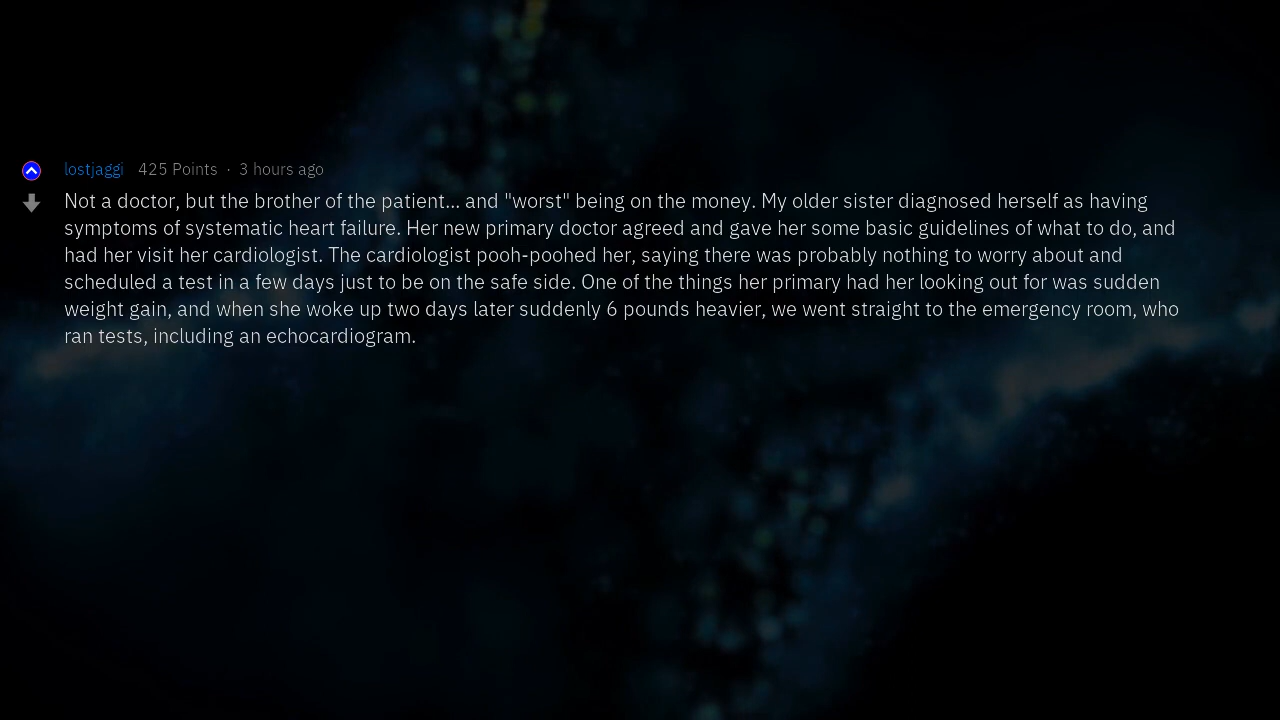 lostjaggi 425 Points · 3 hours ago
Not a doctor, but the brother of the patient... and "worst" being on the money. My older sister diagnosed herself as having
symptoms of systematic heart failure. Her new primary doctor agreed and gave her some basic guidelines of what to do, and
had her visit her cardiologist. The cardiologist pooh-poohed her, saying there was probably nothing to worry about and
scheduled a test in a few days just to be on the safe side. One of the things her primary had her looking out for was sudden
weight gain, and when she woke up two days later suddenly 6 pounds heavier, we went straight to the emergency room, who
ran tests, including an echocardiogram.